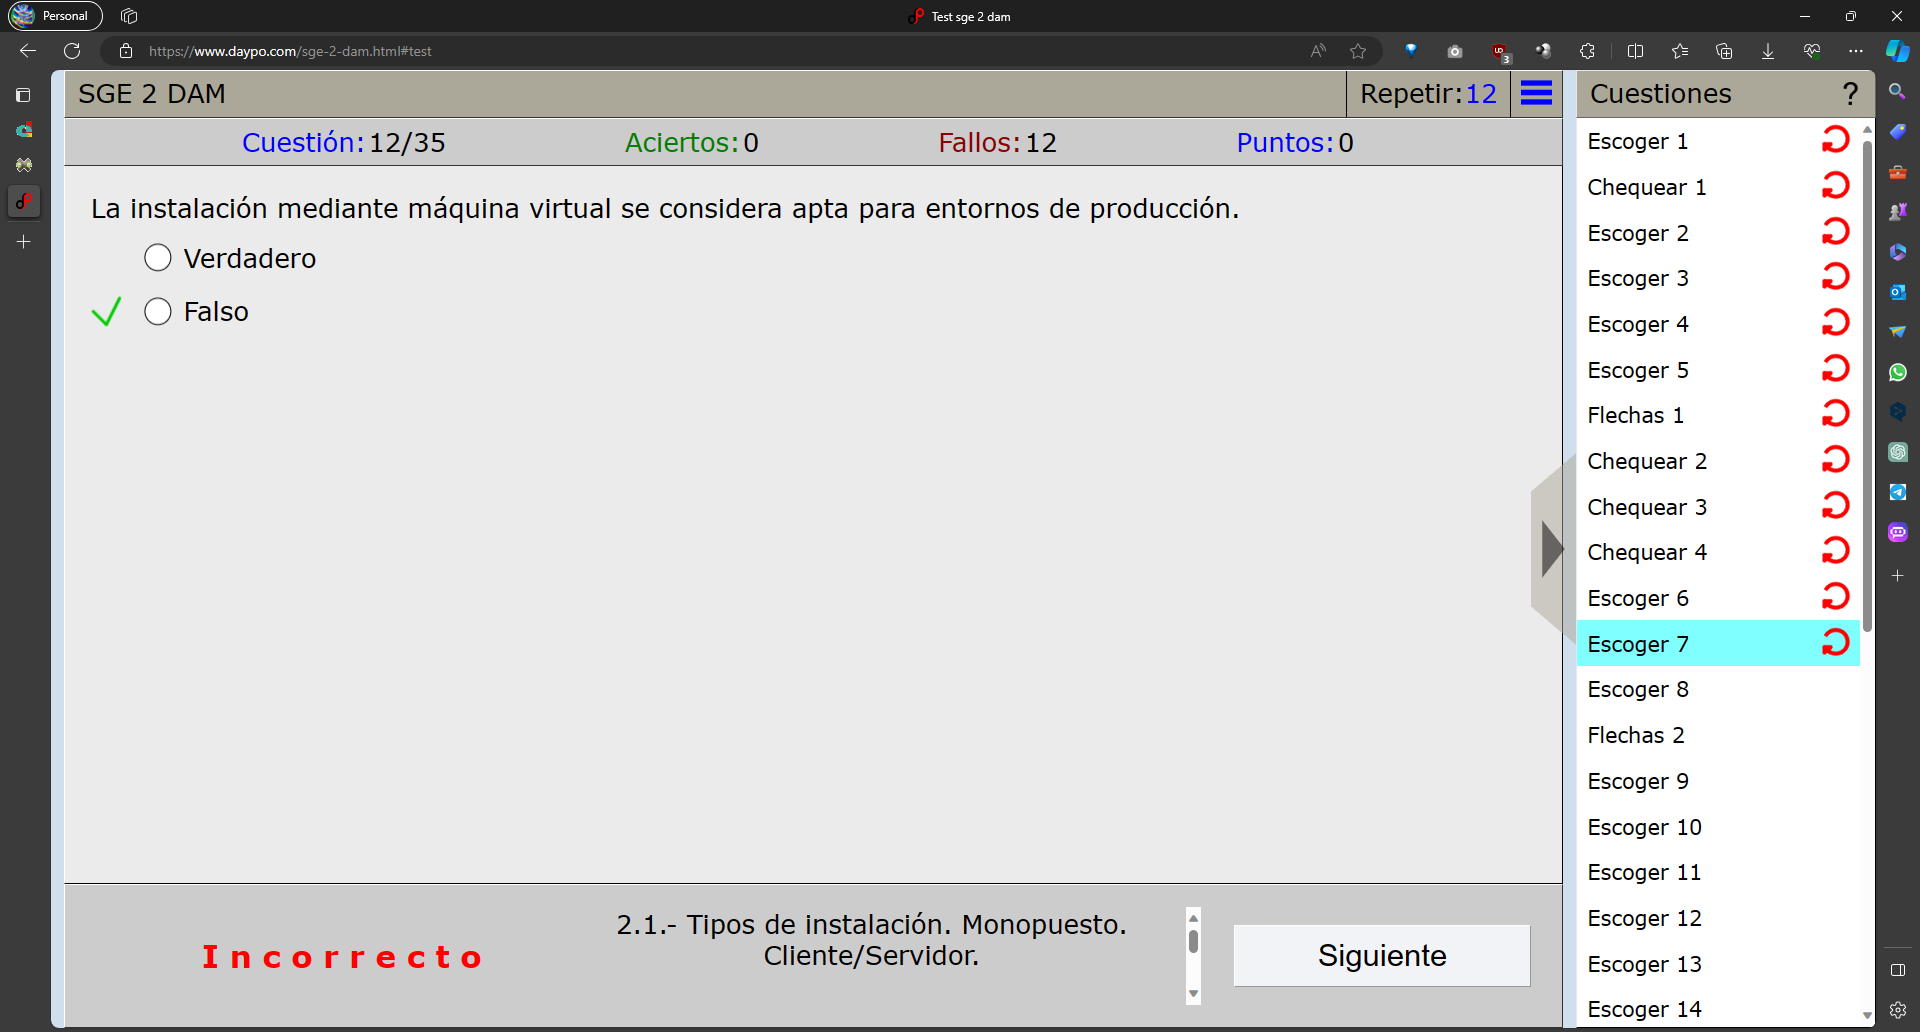 Personal
Test sge 2 dam
https://www.daypo.com/sge-2-dam.html#test
3
SGE 2 DAM
Repetir:12
Cuestiones
?
Cuestión:12/35
Aciertos:0
Fallos:12
Puntos:0
La instalación mediante máquina virtual se considera apta para entornos de producción.
Verdadero
Falso
Escoger 1
Chequear 1
Escoger 2
Escoger 3
Escoger 4
Escoger 5
Flechas 1
Chequear 2
Chequear 3
Chequear 4
Escoger 6
Escoger 7
Escoger 8
Flechas 2
Escoger 9
Escoger 10
Escoger 11
Escoger 12
Escoger 13
Escoger 14
Incorrecto
2.1.- Tipos de instalación. Monopuesto.
Cliente/Servidor.
Siguiente